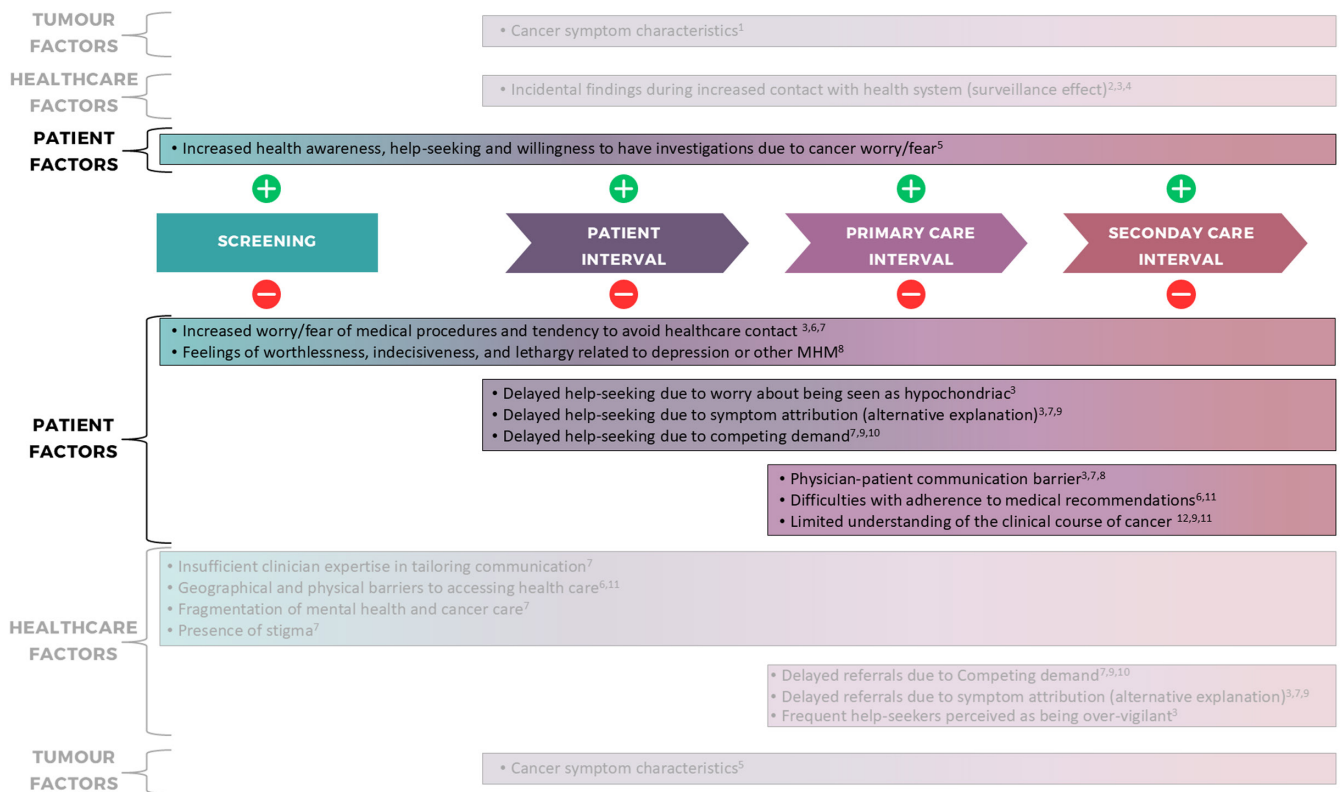 TUMOUR
FACTORS
• Cancer symptom characteristics¹
HEALTHCARE
FACTORS
• Incidental findings during increased contact with health system (surveillance effect)²,³,⁴
PATIENT
FACTORS
• Increased health awareness, help-seeking and willingness to have investigations due to cancer worry/fear⁵
SCREENING
PATIENT
INTERVAL
PRIMARY CARE
INTERVAL
SECONDAY CARE
INTERVAL
PATIENT
FACTORS
• Increased worry/fear of medical procedures and tendency to avoid healthcare contact ³,⁶,⁷
• Feelings of worthlessness, indecisiveness, and lethargy related to depression or other MHM⁸
• Delayed help-seeking due to worry about being seen as hypochondriac³
• Delayed help-seeking due to symptom attribution (alternative explanation)³,⁷,⁹
• Delayed help-seeking due to competing demand⁷,⁹,¹⁰
• Physician-patient communication barrier³,⁷,⁸
• Difficulties with adherence to medical recommendations⁶,¹¹
• Limited understanding of the clinical course of cancer ¹²,⁹,¹¹
HEALTHCARE
FACTORS
• Insufficient clinician expertise in tailoring communication⁷
• Geographical and physical barriers to accessing health care⁶,¹¹
• Fragmentation of mental health and cancer care⁷
• Presence of stigma⁷
• Delayed referrals due to Competing demand⁷,⁹,¹⁰
• Delayed referrals due to symptom attribution (alternative explanation)³,⁷,⁹
• Frequent help-seekers perceived as being over-vigilant³
TUMOUR
FACTORS
• Cancer symptom characteristics⁵